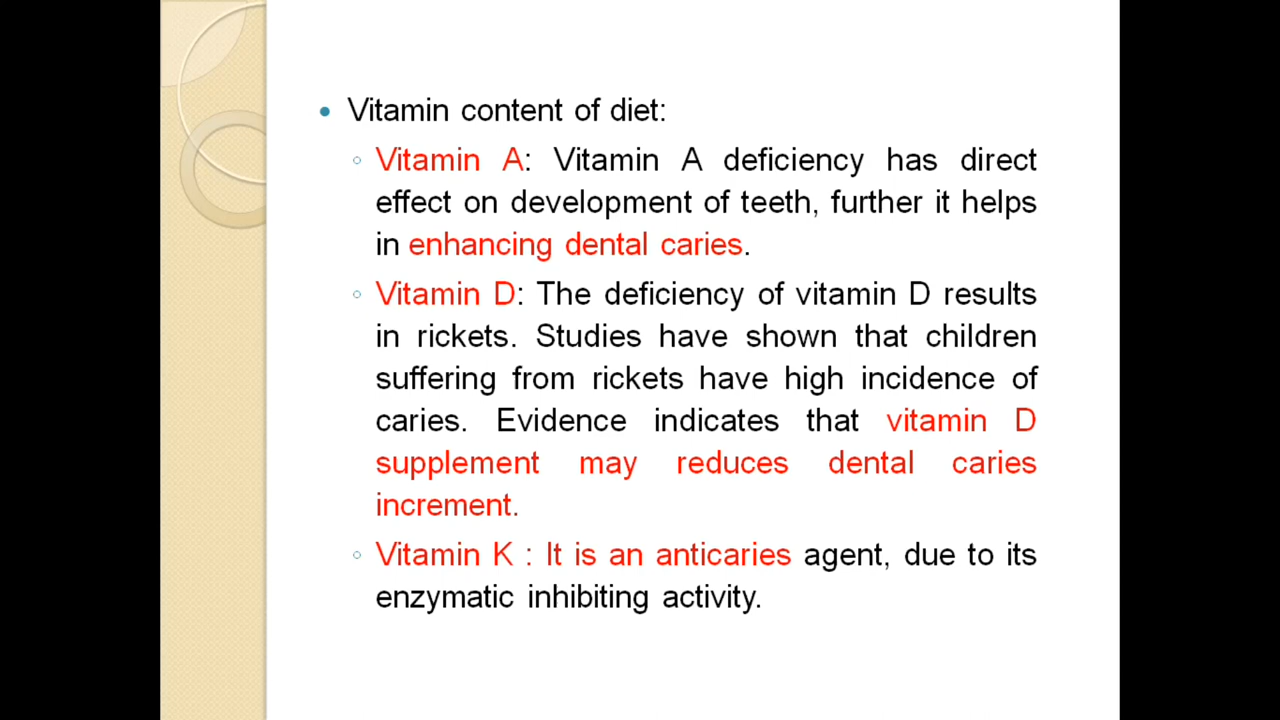 Vitamin content of diet:
Vitamin A: Vitamin A deficiency has direct
effect on development of teeth, further it helps
in enhancing dental caries.
Vitamin D: The deficiency of vitamin D results
in rickets. Studies have shown that children
suffering from rickets have high incidence of
caries. Evidence indicates that vitamin D
supplement may reduces dental caries
increment.
Vitamin K : It is an anticaries agent, due to its
enzymatic inhibiting activity.